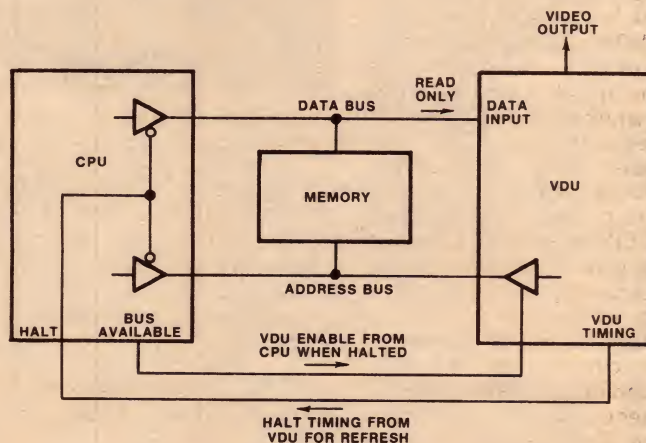 VIDEO
OUTPUT
READ
ONLY
DATA BUS
DATA
INPUT
CPU
VDU
MEMORY
ADDRESS BUS
BUS
AVAILABLE
HALT
VDU
TIMING
VDU ENABLE FROM
CPU WHEN HALTED
HALT TIMING FROM
VDU FOR REFRESH